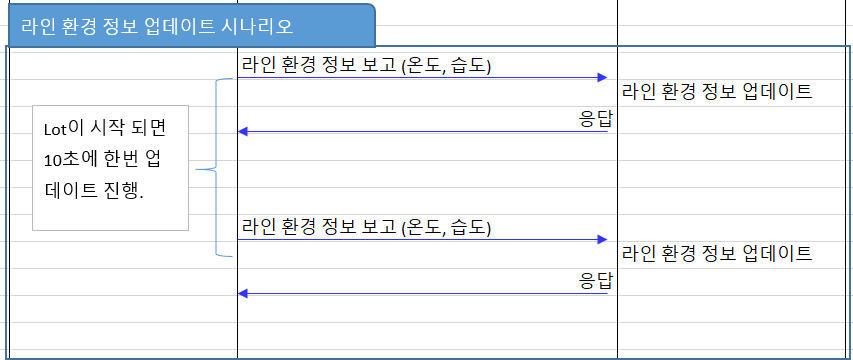 라인 환경 정보 업데이트 시나리오
라인 환경 정보 보고 (온도, 습도)
라인 환경 정보 업데이트
응답
Lot이 시작 되면
10초에 한번 업
데이트 진행.
라인 환경 정보 보고 (온도, 습도)
라인 환경 정보 업데이트
응답